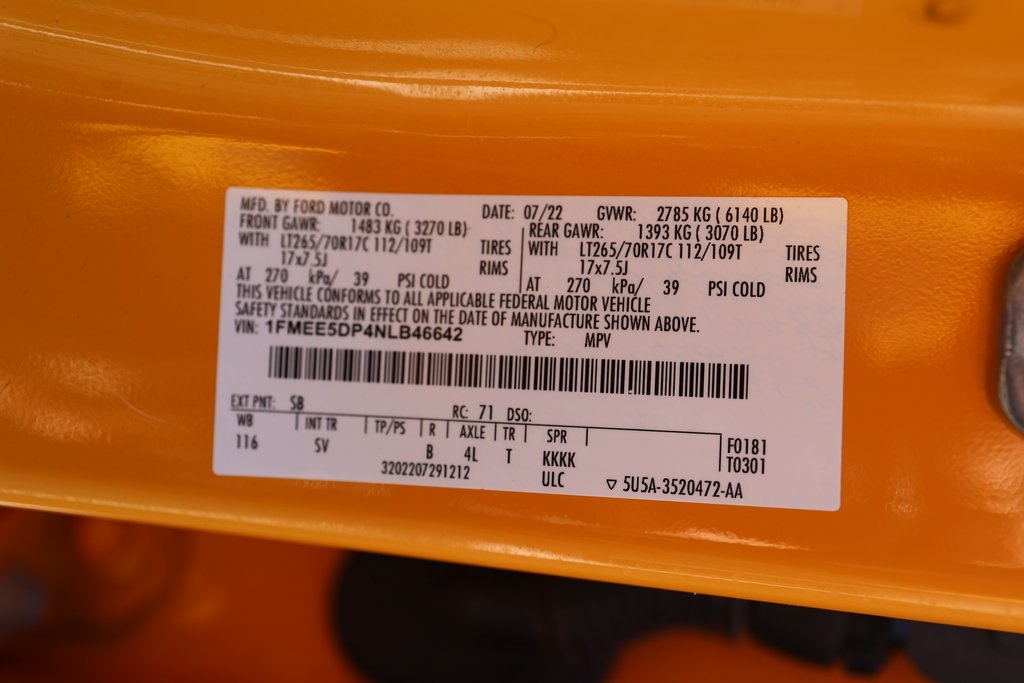 MFD. BY FORD MOTOR CO. DATE: 07/22 GVWR: 2785 KG ( 6140 LB)
FRONT GAWR: 1483 KG ( 3270 LB) REAR GAWR: 1393 KG ( 3070 LB)
WITH LT265/70R17C 112/109T TIRES WITH LT265/70R17C 112/109T TIRES
17x7.5J RIMS 17x7.5J RIMS
AT 270 kPa/ 39 PSI COLD AT 270 kPa/ 39 PSI COLD
THIS VEHICLE CONFORMS TO ALL APPLICABLE FEDERAL MOTOR VEHICLE
SAFETY STANDARDS IN EFFECT ON THE DATE OF MANUFACTURE SHOWN ABOVE.
VIN: 1FMEE5DP4NLB46642 TYPE: MPV
EXT PNT: SB RC: 71 DSO:
WB INT TR TP/PS R AXLE TR SPR F0181
116 SV B 4L T KKKK T0301
3202207291212 ULC ▽ 5U5A-3520472-AA